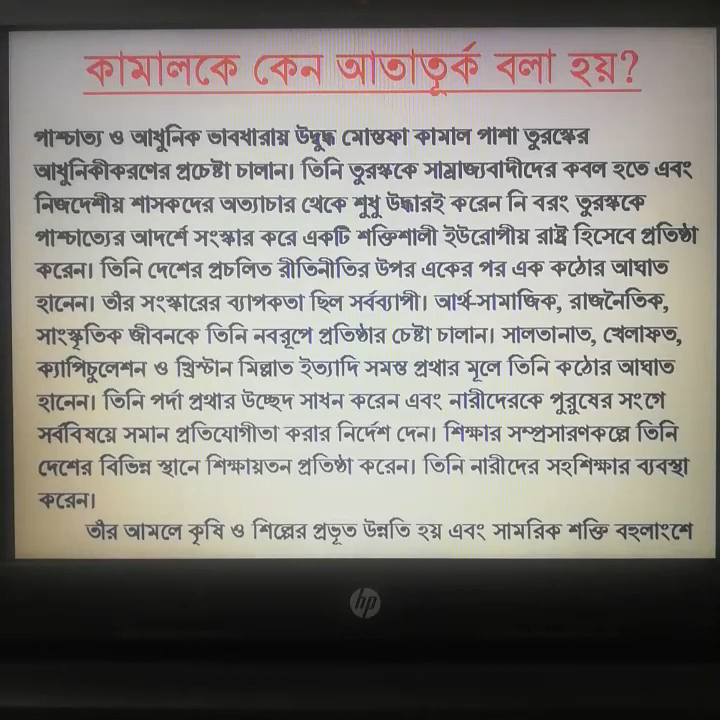 কামালকে কেন আতাতূর্ক বলা হয়?
পাশ্চাত্য ও আধুনিক ভাবধারায় উদ্বুদ্ধ মোস্তফা কামাল পাশা তুরস্কের
আধুনিকীকরণের প্রচেষ্টা চালান। তিনি তুরস্ককে সাম্রাজ্যবাদীদের কবল হতে এবং
নিজদেশীয় শাসকদের অত্যাচার থেকে শুধু উদ্ধারই করেন নি বরং তুরস্ককে
পাশ্চাত্যের আদর্শে সংস্কার করে একটি শক্তিশালী ইউরোপীয় রাষ্ট্র হিসেবে প্রতিষ্ঠা
করেন। তিনি দেশের প্রচলিত রীতিনীতির উপর একের পর এক কঠোর আঘাত
হানেন। তাঁর সংস্কারের ব্যাপকতা ছিল সর্বব্যাপী। আর্থ-সামাজিক, রাজনৈতিক,
সাংস্কৃতিক জীবনকে তিনি নবরূপে প্রতিষ্ঠার চেষ্টা চালান। সালতানাত, খেলাফত,
ক্যাপিচুলেশন ও খ্রিস্টান মিল্লাত ইত্যাদি সমস্ত প্রথার মূলে তিনি কঠোর আঘাত
হানেন। তিনি পর্দা প্রথার উচ্ছেদ সাধন করেন এবং নারীদেরকে পুরুষের সংগে
সর্ববিষয়ে সমান প্রতিযোগীতা করার নির্দেশ দেন। শিক্ষার সম্প্রসারণকল্পে তিনি
দেশের বিভিন্ন স্থানে শিক্ষায়তন প্রতিষ্ঠা করেন। তিনি নারীদের সহশিক্ষার ব্যবস্থা
করেন।
তাঁর আমলে কৃষি ও শিল্পের প্রভূত উন্নতি হয় এবং সামরিক শক্তি বহুলাংশে
hp